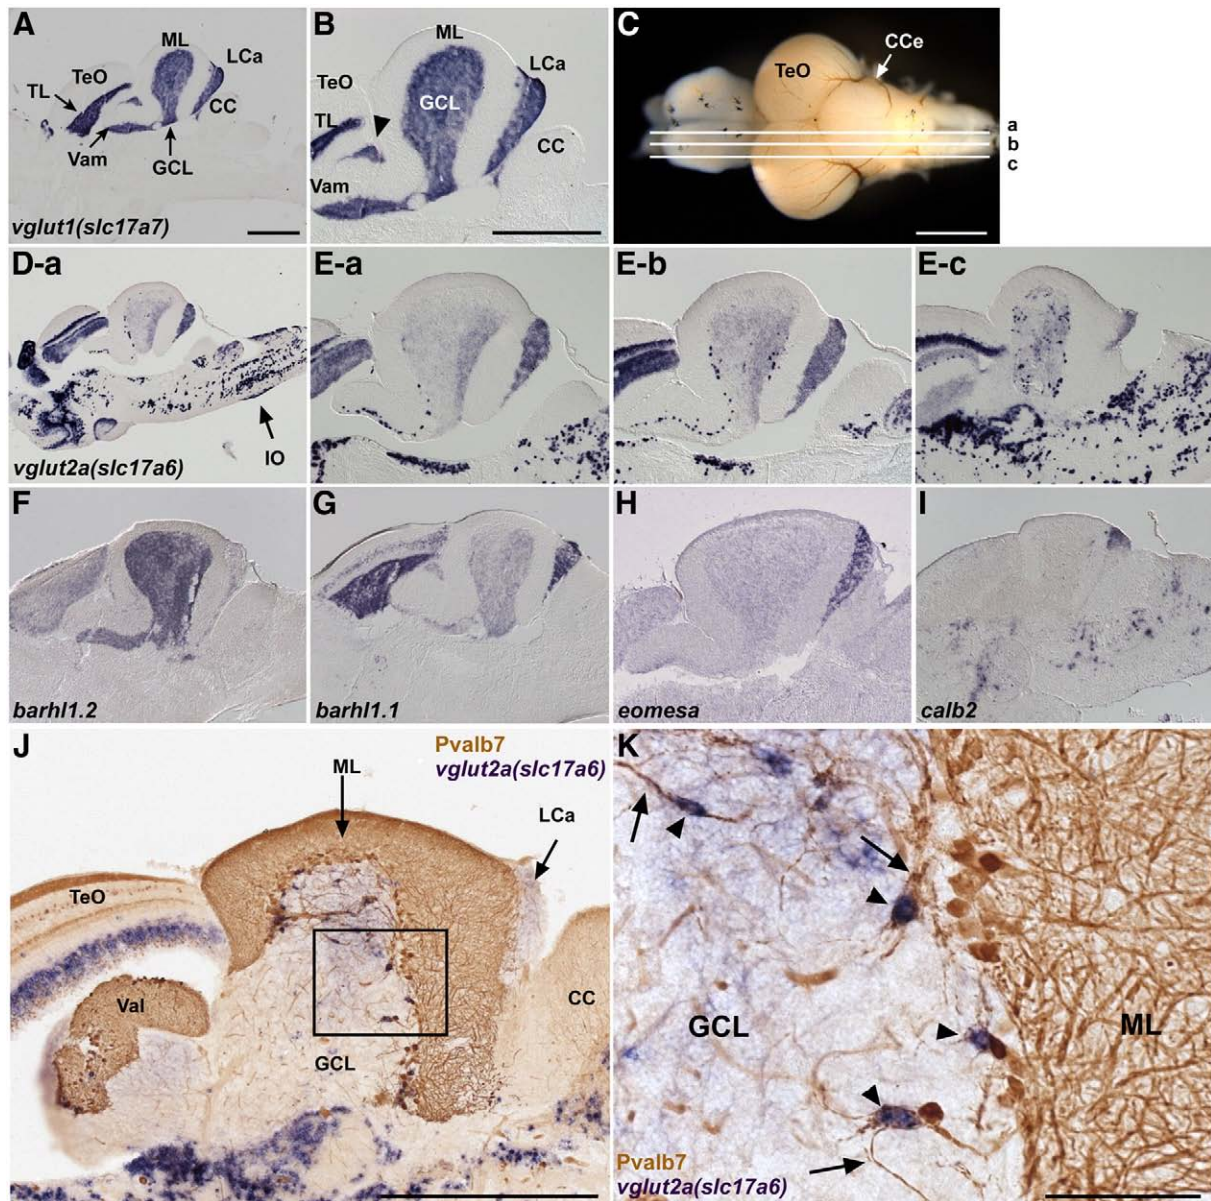 A
ML
LCa
TeO
TL
CC
Vam
GCL
vglut1(slc17a7)
B
ML
LCa
TeO
GCL
TL
CC
Vam
C
CCe
TeO
a
b
c
D-a
IO
vglut2a(slc17a6)
E-a
E-b
E-c
F
barhl1.2
G
barhl1.1
H
eomesa
I
calb2
J
Pvalb7
vglut2a(slc17a6)
ML
LCa
TeO
Val
CC
GCL
K
GCL
ML
Pvalb7
vglut2a(slc17a6)